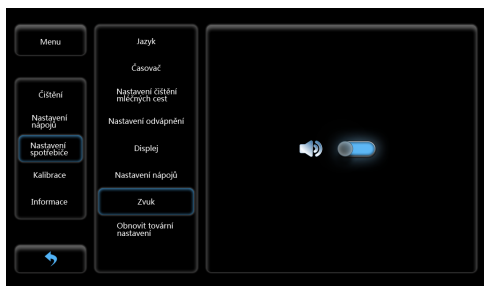 Menu
Čištění
Nastavení
nápojů
Nastavení
spotřebiče
Kalibrace
Informace
Jazyk
Časovač
Nastavení čištění
mléčných cest
Nastavení odvápnění
Displej
Nastavení nápojů
Zvuk
Obnovit tovární
nastavení